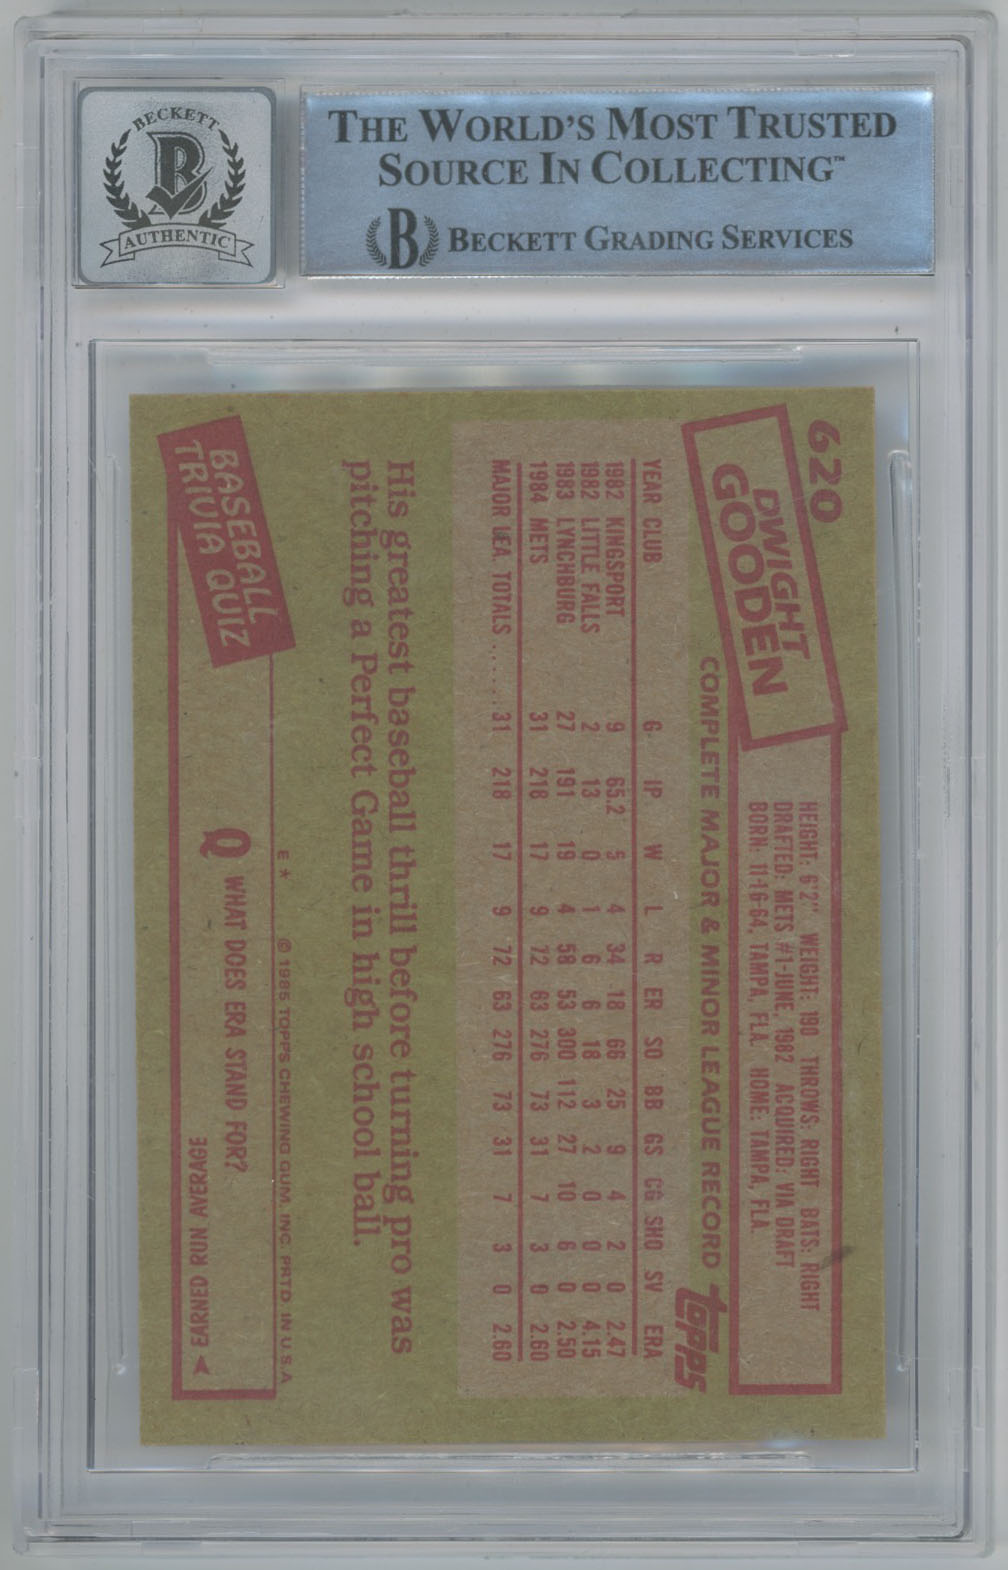 BECKETT
B
AUTHENTIC
THE WORLD'S MOST TRUSTED
SOURCE IN COLLECTING™
B BECKETT GRADING SERVICES
620
DWIGHT
GOODEN
HEIGHT: 6'2" WEIGHT: 190 THROWS: RIGHT BATS: RIGHT
DRAFTED: METS #1-JUNE, 1982 ACQUIRED: VIA DRAFT
BORN: 11-16-64, TAMPA, FLA. HOME: TAMPA, FLA.
COMPLETE MAJOR & MINOR LEAGUE RECORD
topps
YEAR CLUB G IP W L R ER SO BB GS CG SHO SV ERA
1982 KINGSPORT 9 65.2 5 4 34 18 66 25 9 4 2 0 2.47
1982 LITTLE FALLS 2 13 0 1 6 6 18 3 2 0 0 0 4.15
1983 LYNCHBURG 27 191 19 4 58 53 300 112 27 10 6 0 2.50
1984 METS 31 218 17 9 72 63 276 73 31 7 3 0 2.60
MAJOR LEA. TOTALS ...... 31 218 17 9 72 63 276 73 31 7 3 0 2.60
His greatest baseball thrill before turning pro was
pitching a Perfect Game in high school ball.
E* © 1985 TOPPS CHEWING GUM, INC. PRTD. IN U.S.A.
BASEBALL
TRIVIA QUIZ
Q WHAT DOES ERA STAND FOR?
EARNED RUN AVERAGE